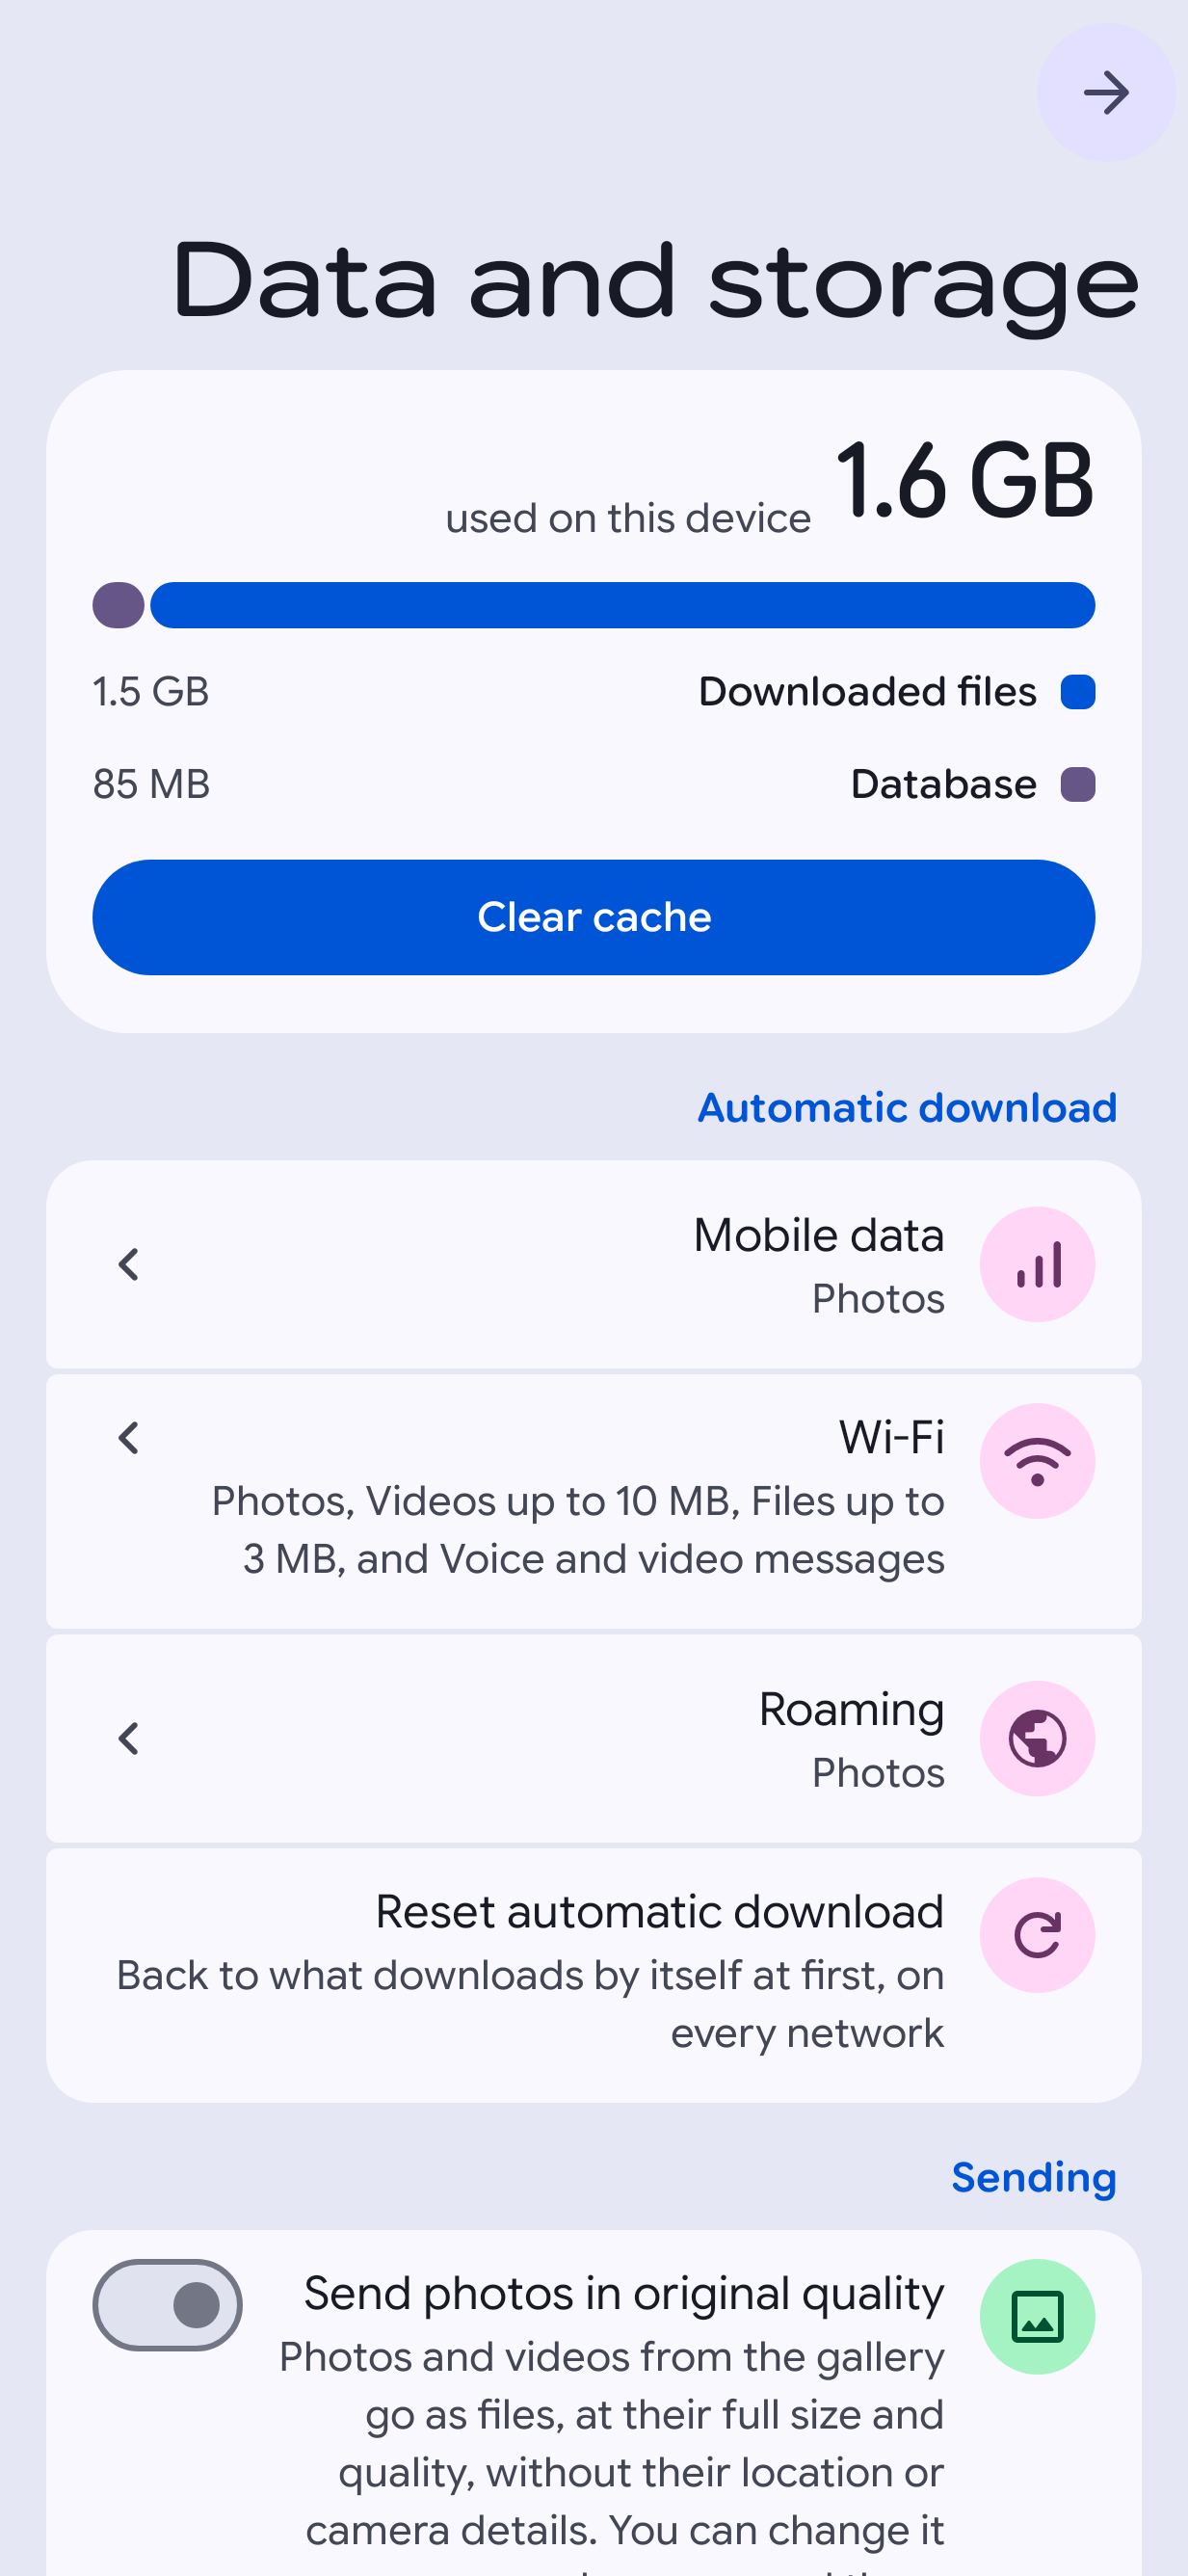 Data and storage
1.6 GB
used on this device
Downloaded files
1.5 GB
Database
85 MB
Clear cache
Automatic download
Mobile data
Photos
Wi-Fi
Photos, Videos up to 10 MB, Files up to
3 MB, and Voice and video messages
Roaming
Photos
Reset automatic download
Back to what downloads by itself at first, on
every network
Sending
Send photos in original quality
Photos and videos from the gallery
go as files, at their full size and
quality, without their location or
camera details. You can change it